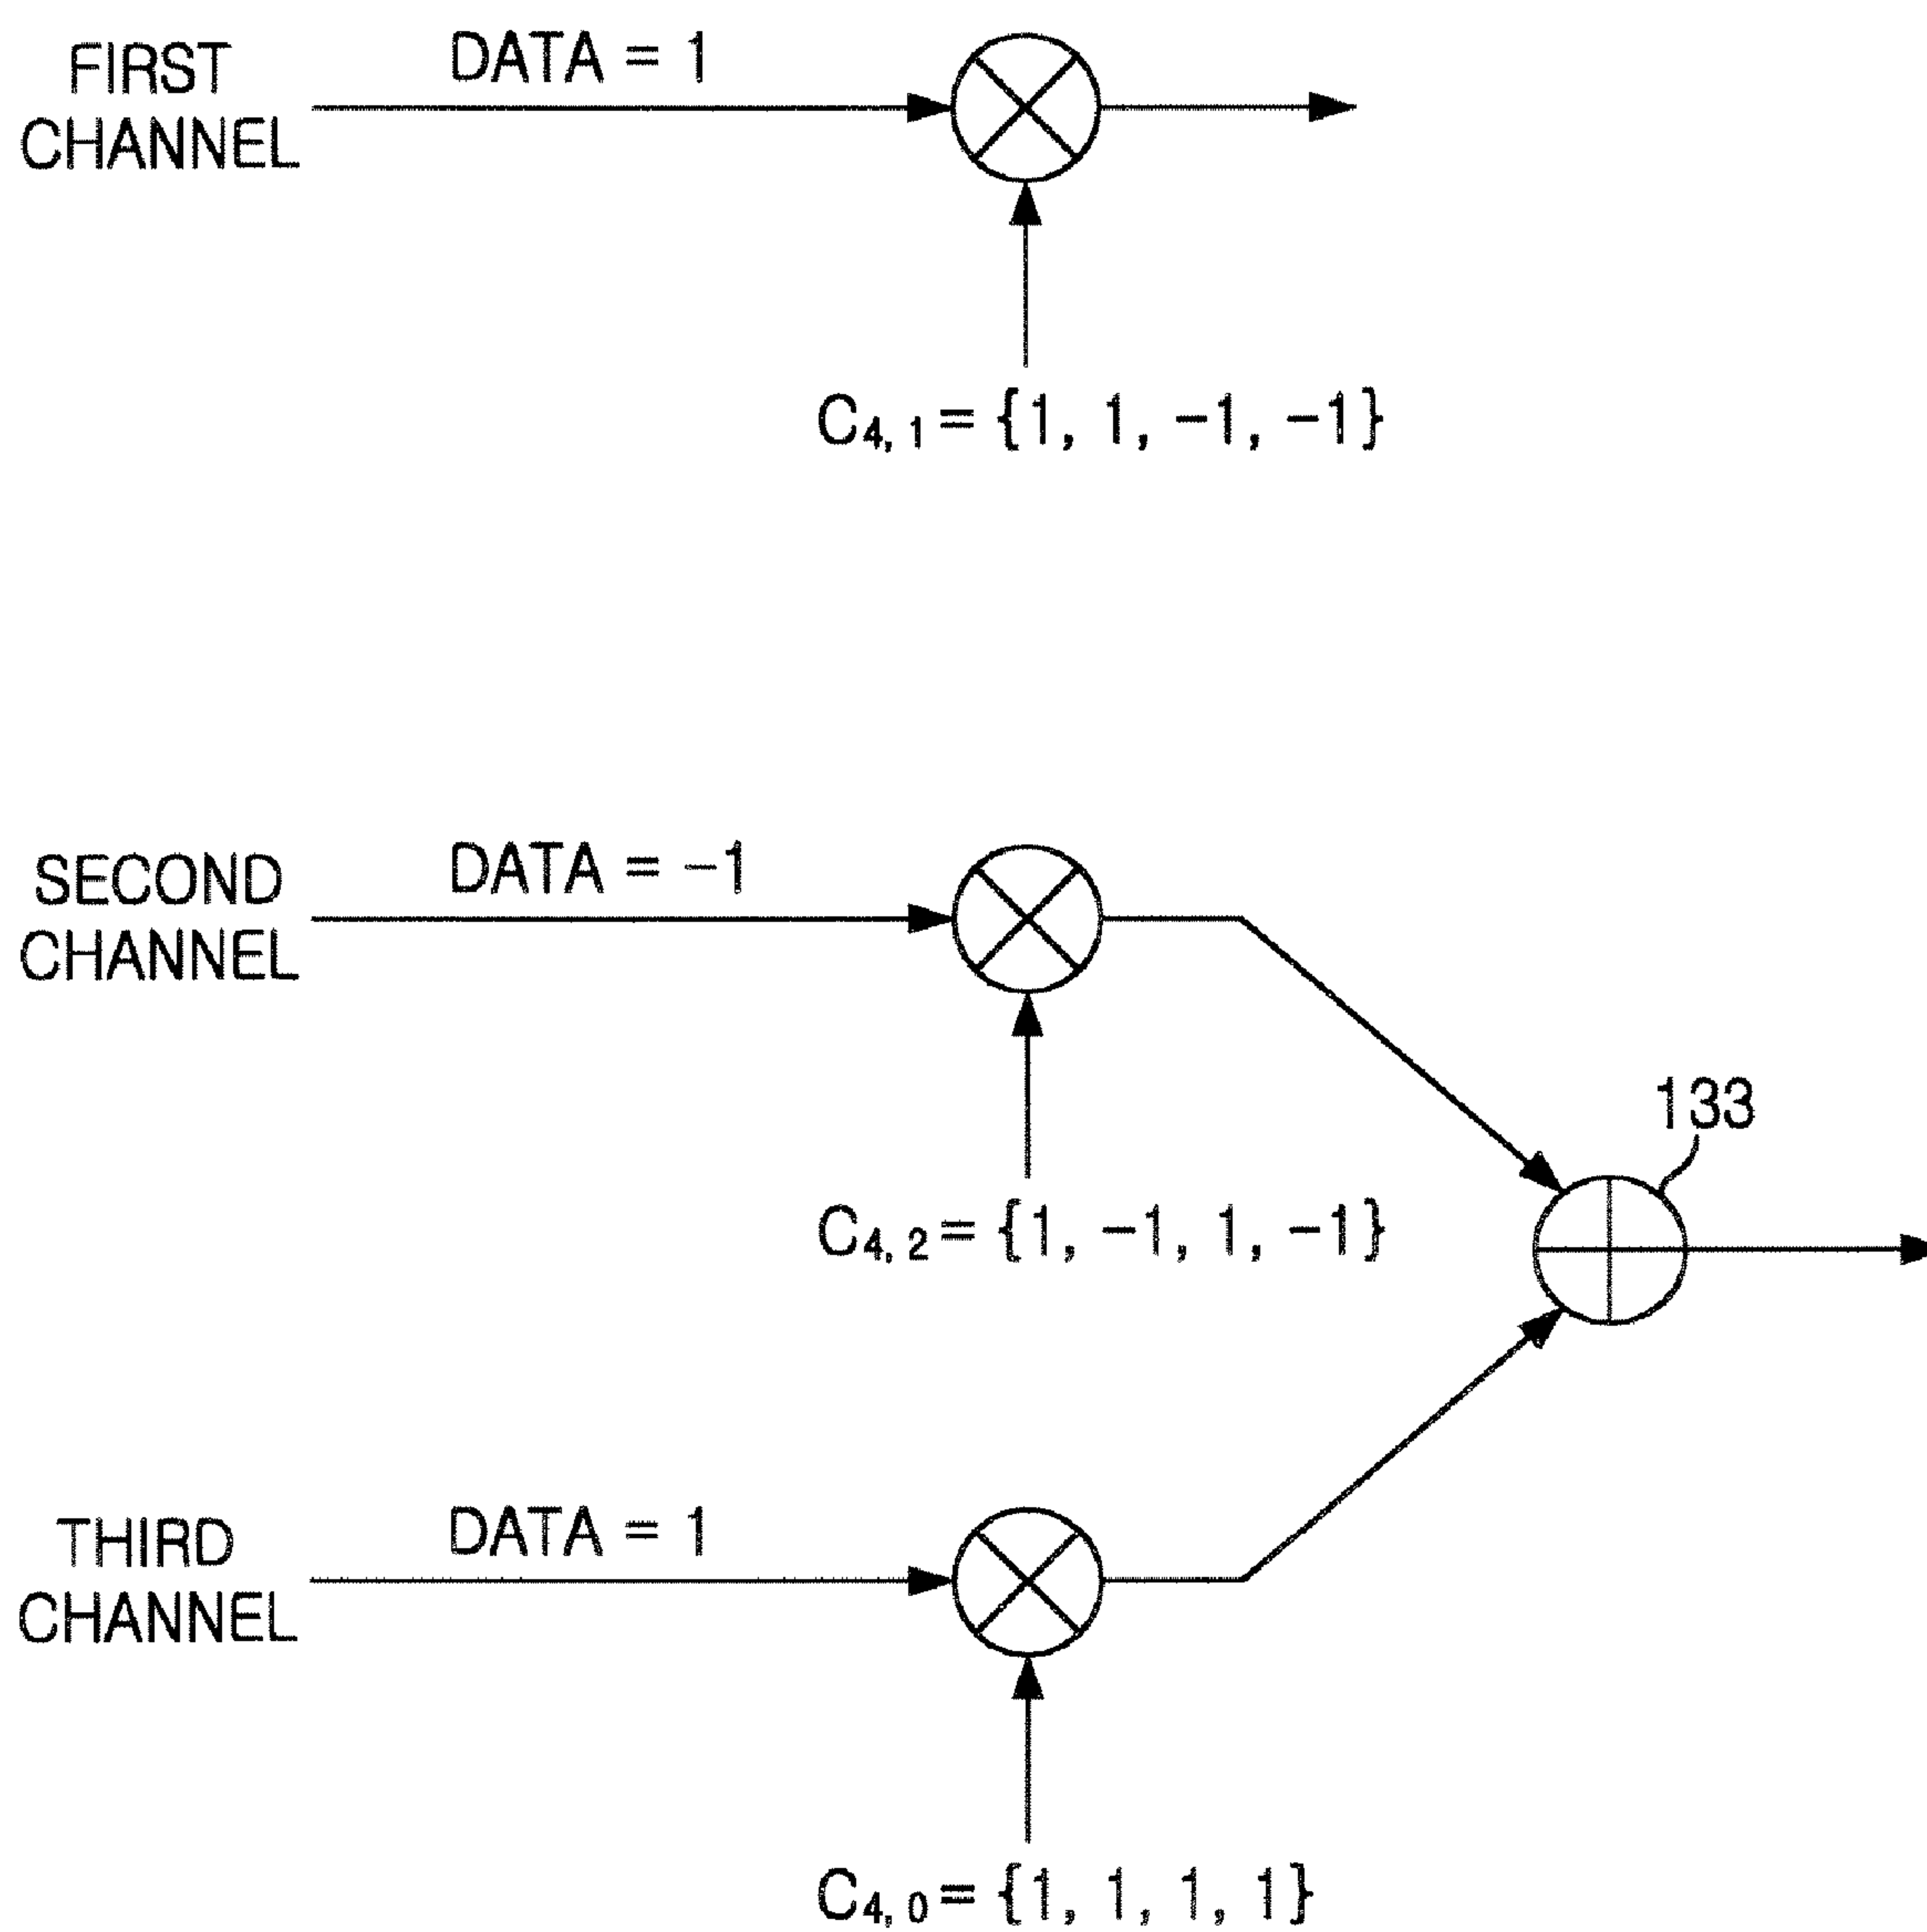 FIRST
CHANNEL
DATA = 1
C4, 1 = {1, 1, −1, −1}
SECOND
CHANNEL
DATA = −1
C4, 2 = {1, −1, 1, −1}
133
THIRD
CHANNEL
DATA = 1
C4, 0 = {1, 1, 1, 1}